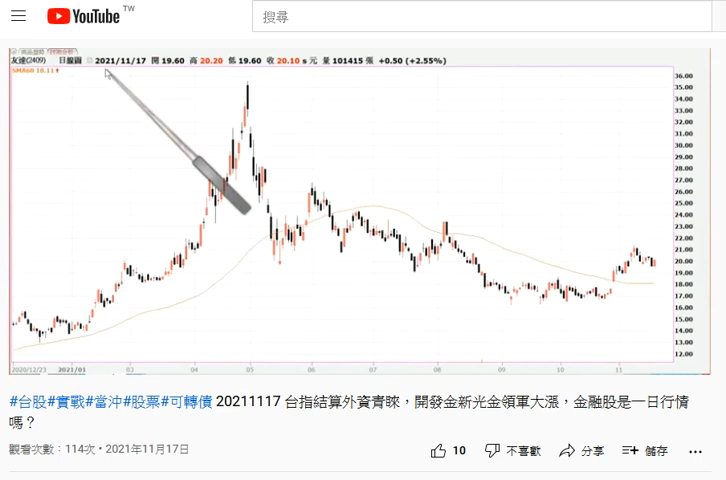 YouTube TW
搜尋
友達(2409) 日線圖 2021/11/17 開 19.60 高 20.20 低 19.60 收 20.10 s 元 量 101415 張 +0.50 (+2.55%)
SMA60 18.11
36.00
35.00
34.00
33.00
32.00
31.00
30.00
29.00
28.00
27.00
26.00
25.00
24.00
23.00
22.00
21.00
20.00
19.00
18.00
17.00
16.00
15.00
14.00
13.00
12.00
2020/12/23 2021/01 03 04 05 06 07 08 09 10 11
#台股#實戰#當沖#股票#可轉債 20211117 台指結算外資青睞，開發金新光金領軍大漲，金融股是一日行情
嗎？
觀看次數：114次 • 2021年11月17日
10 不喜歡 分享 儲存